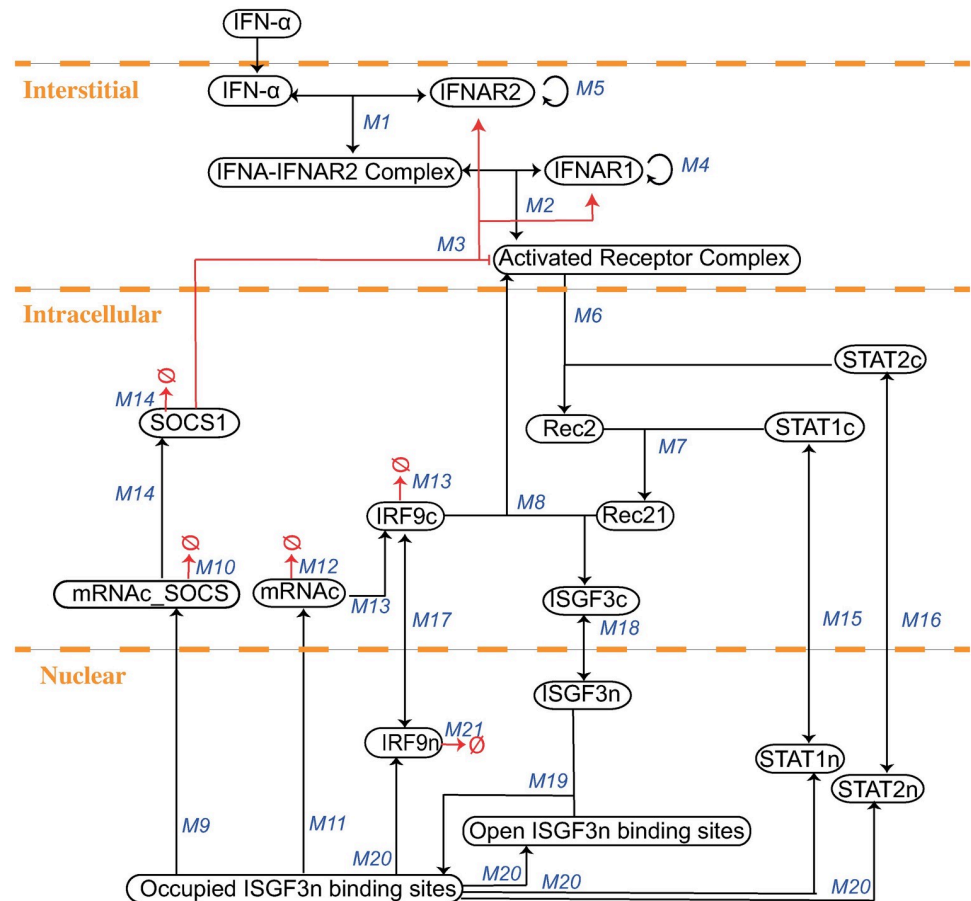 IFN-α
Interstitial
IFN-α
IFNAR2
M5
M1
IFNA-IFNAR2 Complex
IFNAR1
M4
M2
M3
Activated Receptor Complex
Intracellular
M6
STAT2c
M14
Ø
SOCS1
Rec2
STAT1c
M7
Ø
M13
M14
IRF9c
M8
Rec21
Ø
M10
Ø
M12
mRNAc_SOCS
mRNAc
M13
ISGF3c
M17
M18
M15
M16
Nuclear
ISGF3n
IRF9n
M21
Ø
STAT1n
STAT2n
M19
M9
M11
Open ISGF3n binding sites
M20
M20
M20
M20
Occupied ISGF3n binding sites